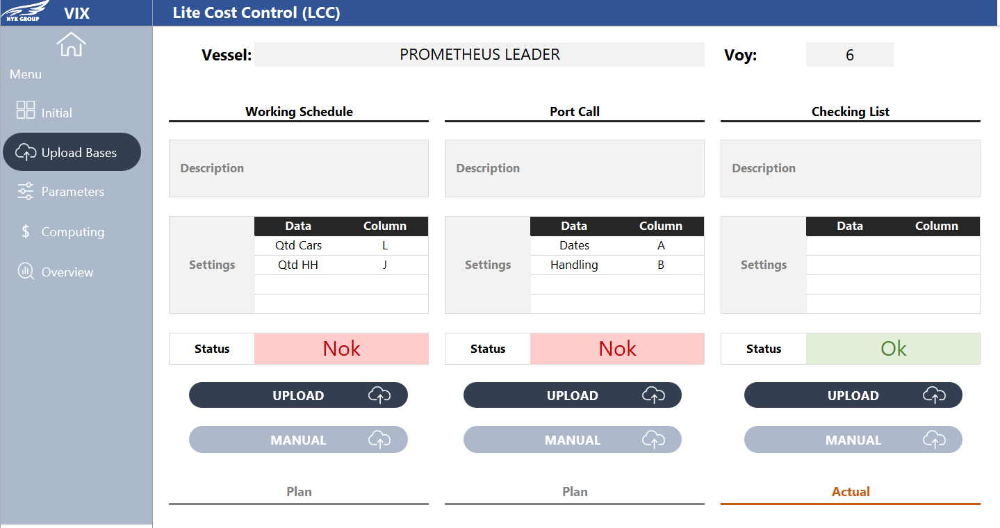 NYK GROUP
VIX
Lite Cost Control (LCC)
Menu
Initial
Upload Bases
Parameters
$ Computing
Overview
Vessel: PROMETHEUS LEADER Voy: 6
Working Schedule
Description
Settings
Data Column
Qtd Cars L
Qtd HH J
Status Nok
UPLOAD
MANUAL
Plan
Port Call
Description
Settings
Data Column
Dates A
Handling B
Status Nok
UPLOAD
MANUAL
Plan
Checking List
Description
Settings
Data Column
Status Ok
UPLOAD
MANUAL
Actual